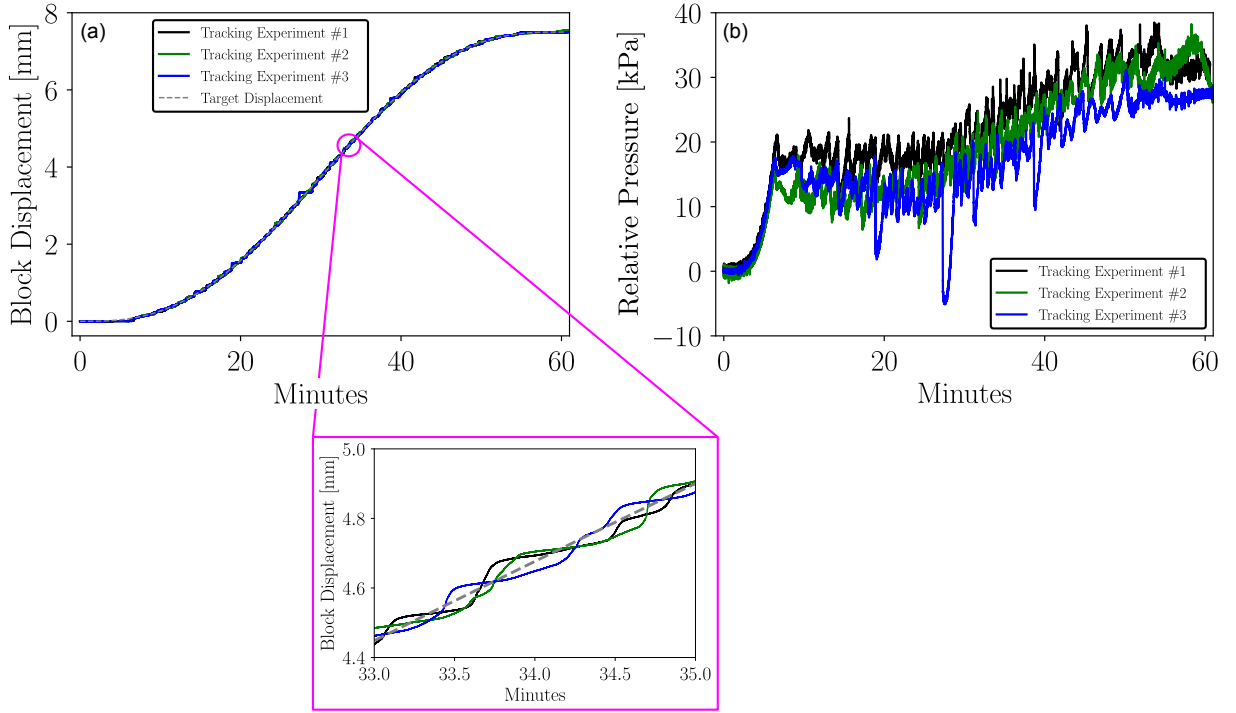 (a)
Tracking Experiment #1
Tracking Experiment #2
Tracking Experiment #3
Target Displacement
Block Displacement [mm]
8
6
4
2
0
0 20 40 60
Minutes
(b)
Relative Pressure [kPa]
40
30
20
10
0
−10
Tracking Experiment #1
Tracking Experiment #2
Tracking Experiment #3
0 20 40 60
Minutes
Block Displacement [mm]
5.0
4.8
4.6
4.4
33.0 33.5 34.0 34.5 35.0
Minutes